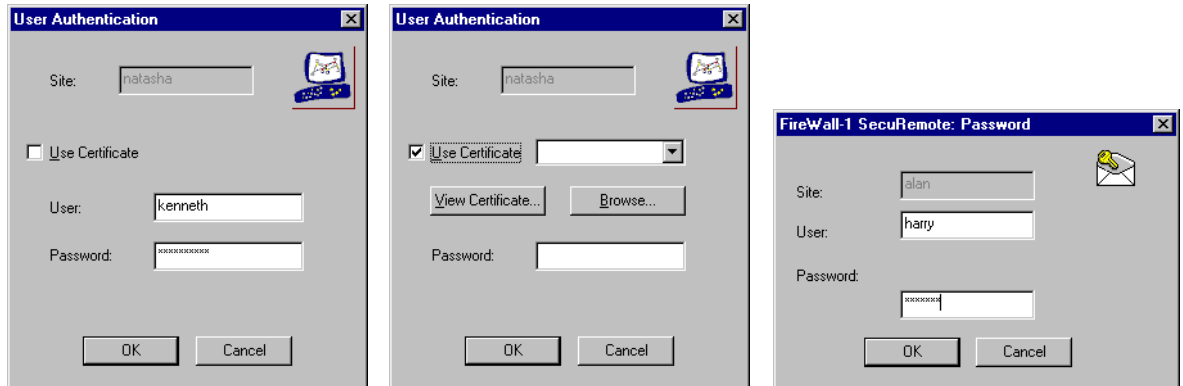 User Authentication
Site: natasha
Use Certificate
User: kenneth
Password: **********
OK Cancel
User Authentication
Site: natasha
Use Certificate
View Certificate... Browse...
Password:
OK Cancel
FireWall-1 SecuRemote: Password
Site: alan
User: harry
Password:
*******
OK Cancel